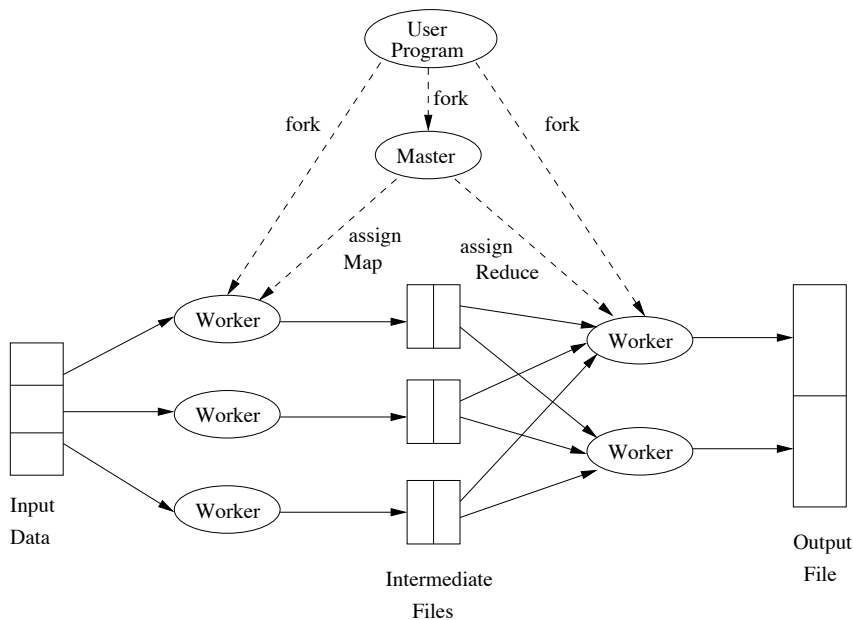 User
Program
fork
fork
fork
Master
assign
Map
assign
Reduce
Worker
Worker
Worker
Worker
Worker
Input
Data
Intermediate
Files
Output
File